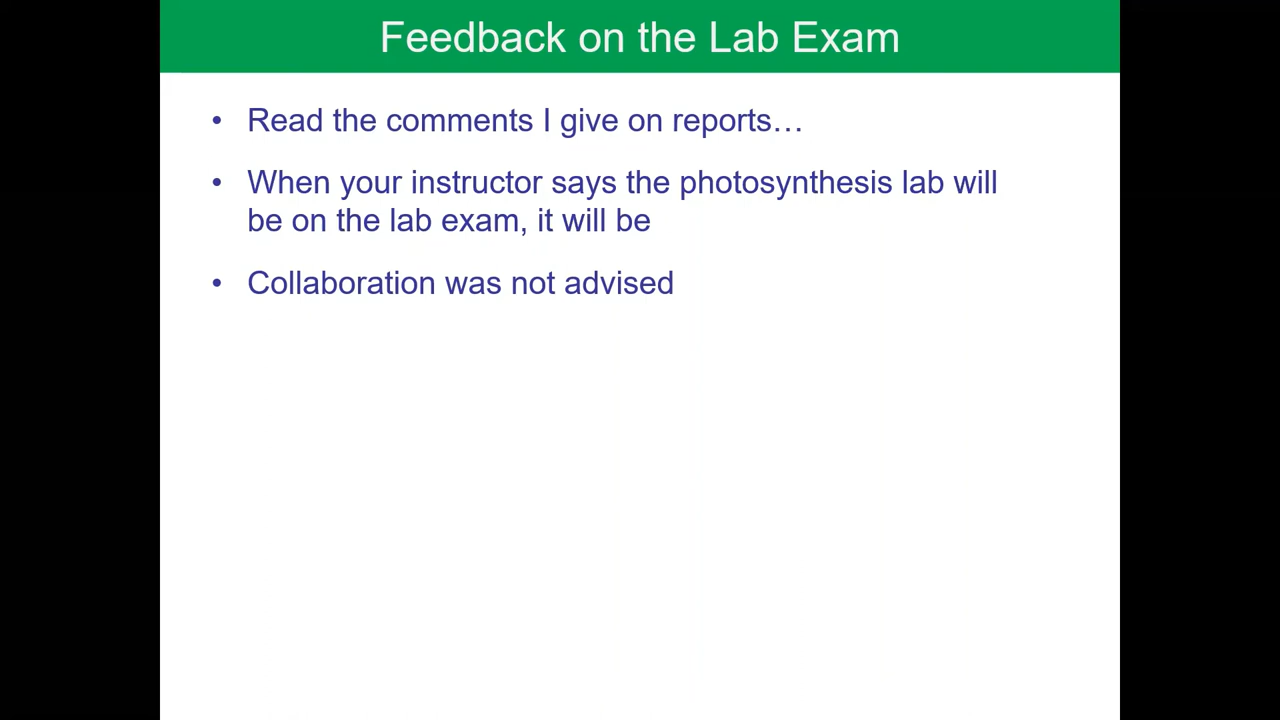 Feedback on the Lab Exam
• Read the comments I give on reports…
• When your instructor says the photosynthesis lab will
be on the lab exam, it will be
• Collaboration was not advised